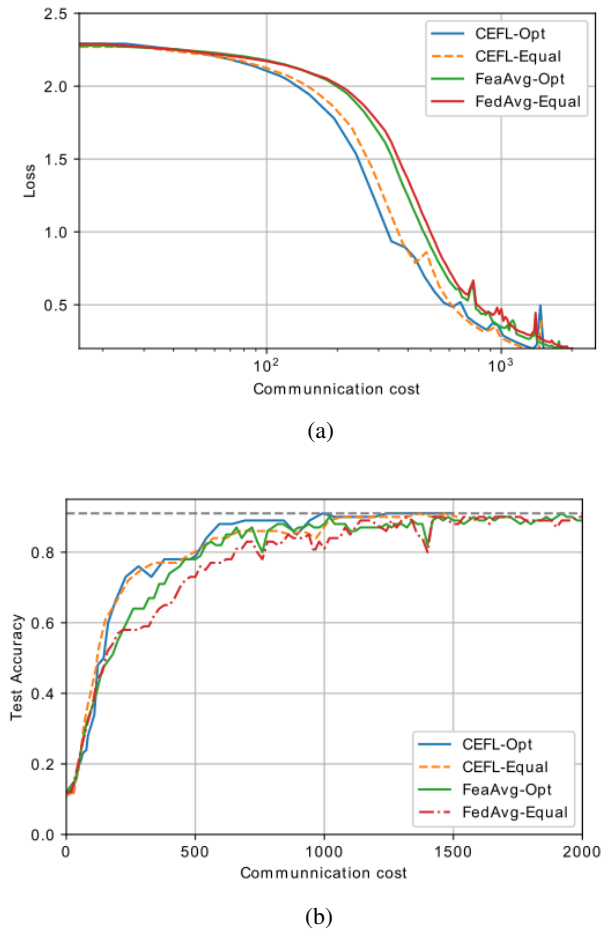 2.5
2.0
1.5
1.0
0.5
Loss
CEFL-Opt
CEFL-Equal
FeaAvg-Opt
FedAvg-Equal
10²
10³
Communnication cost
(a)
0.8
0.6
0.4
0.2
0.0
Test Accuracy
CEFL-Opt
CEFL-Equal
FeaAvg-Opt
FedAvg-Equal
0
500
1000
1500
2000
Communnication cost
(b)